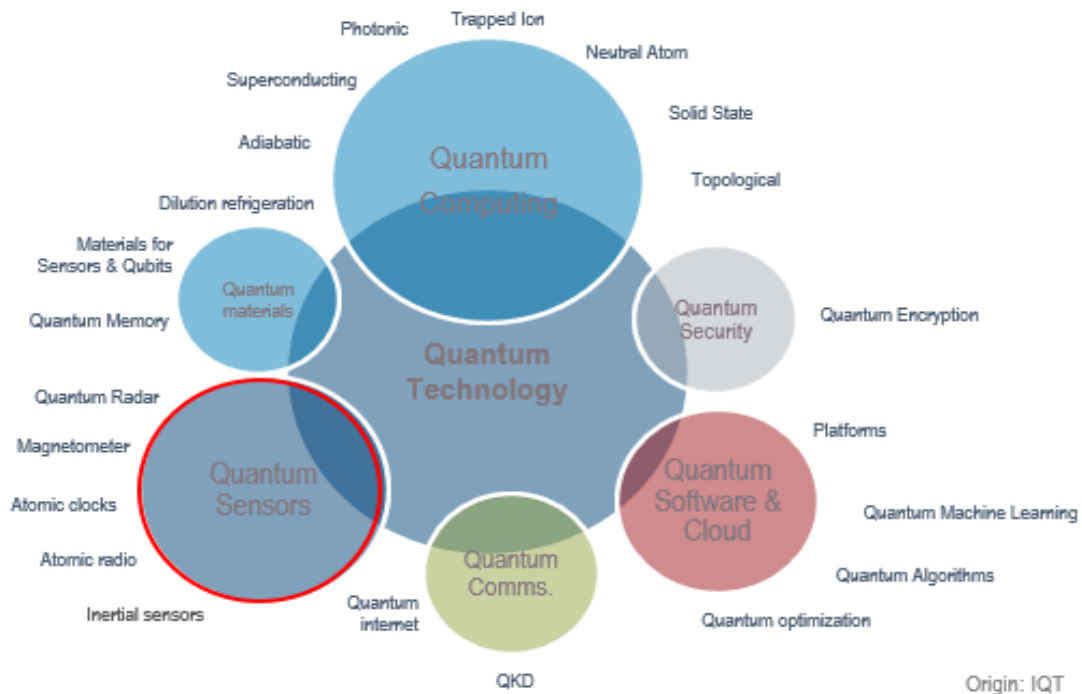 Trapped Ion
Photonic
Neutral Atom
Superconducting
Solid State
Adiabatic
Quantum
Computing
Topological
Dilution refrigeration
Materials for
Sensors & Qubits
Quantum
materials
Quantum Memory
Quantum
Security
Quantum Encryption
Quantum
Technology
Quantum Radar
Magnetometer
Atomic clocks
Atomic radio
Inertial sensors
Quantum
Sensors
Platforms
Quantum
Software &
Cloud
Quantum Machine Learning
Quantum Algorithms
Quantum optimization
Quantum
Comms.
Quantum
internet
QKD
Origin: IQT